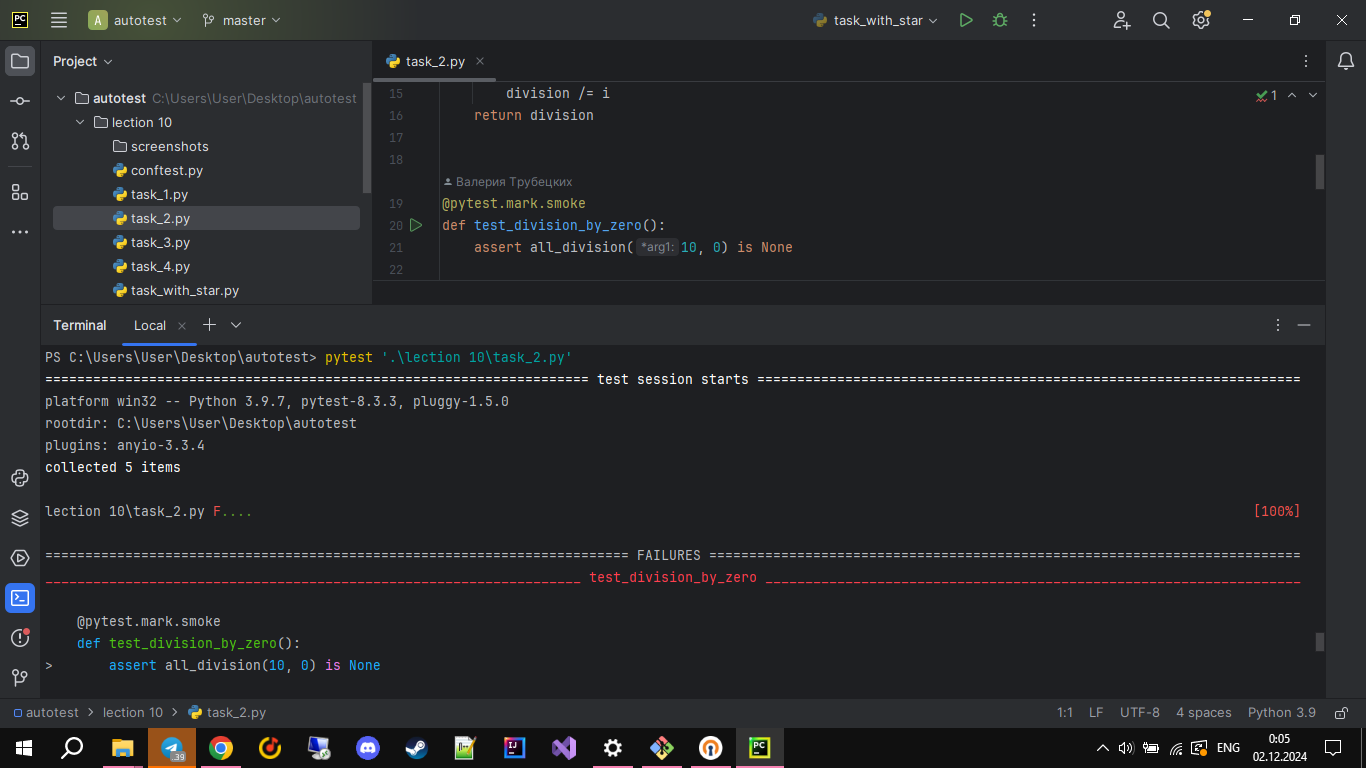 PC
A autotest
master
task_with_star
Project
task_2.py
autotest C:\Users\User\Desktop\autotest
lection 10
screenshots
conftest.py
task_1.py
task_2.py
task_3.py
task_4.py
task_with_star.py
15 division /= i
16 return division
17
18
Валерия Трубецких
19 @pytest.mark.smoke
20 def test_division_by_zero():
21 assert all_division( *arg1: 10, 0) is None
22
1
Terminal Local
PS C:\Users\User\Desktop\autotest> pytest '.\lection 10\task_2.py'
==================================================================== test session starts ====================================================================
platform win32 -- Python 3.9.7, pytest-8.3.3, pluggy-1.5.0
rootdir: C:\Users\User\Desktop\autotest
plugins: anyio-3.3.4
collected 5 items
lection 10\task_2.py F.... [100%]
========================================================================= FAILURES ==========================================================================
___________________________________________________________________ test_division_by_zero ___________________________________________________________________
@pytest.mark.smoke
def test_division_by_zero():
> assert all_division(10, 0) is None
autotest > lection 10 > task_2.py
1:1 LF UTF-8 4 spaces Python 3.9
.39
IJ
PC
ENG
0:05
02.12.2024